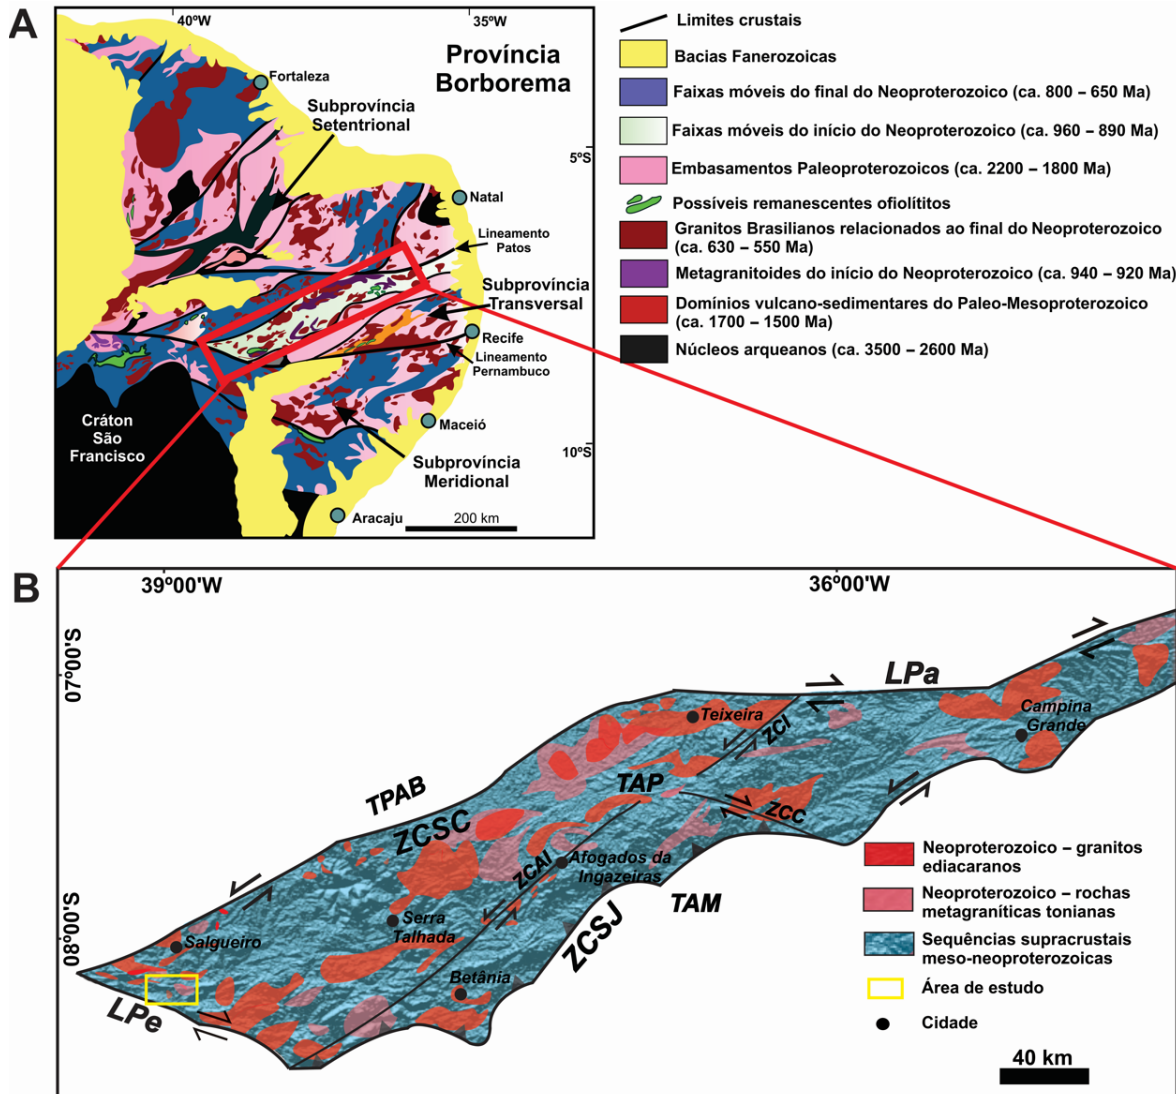 A
40ºW
35ºW
Província
Borborema
Fortaleza
Subprovíncia
Setentrional
5ºS
Natal
Lineamento
Patos
Subprovíncia
Transversal
Recife
Lineamento
Pernambuco
Cráton
São
Francisco
Maceió
10ºS
Subprovíncia
Meridional
Aracaju
200 km
Limites crustais
Bacias Fanerozoicas
Faixas móveis do final do Neoproterozoico (ca. 800 – 650 Ma)
Faixas móveis do início do Neoproterozoico (ca. 960 – 890 Ma)
Embasamentos Paleoproterozoicos (ca. 2200 – 1800 Ma)
Possíveis remanescentes ofiolítitos
Granitos Brasilianos relacionados ao final do Neoproterozoico
(ca. 630 – 550 Ma)
Metagranitoides do início do Neoproterozoico (ca. 940 – 920 Ma)
Domínios vulcano-sedimentares do Paleo-Mesoproterozoico
(ca. 1700 – 1500 Ma)
Núcleos arqueanos (ca. 3500 – 2600 Ma)
B
39º00'W
36º00'W
07º00'S
08º00'S
LPa
Campina
Grande
Teixeira
ZCI
TAP
TPAB
ZCSC
ZCC
ZCAI
Afogados da
Ingazeiras
TAM
ZCSJ
Serra
Talhada
Salgueiro
Betânia
LPe
Neoproterozoico – granitos
ediacaranos
Neoproterozoico – rochas
metagraníticas tonianas
Sequências supracrustais
meso-neoproterozoicas
Área de estudo
Cidade
40 km